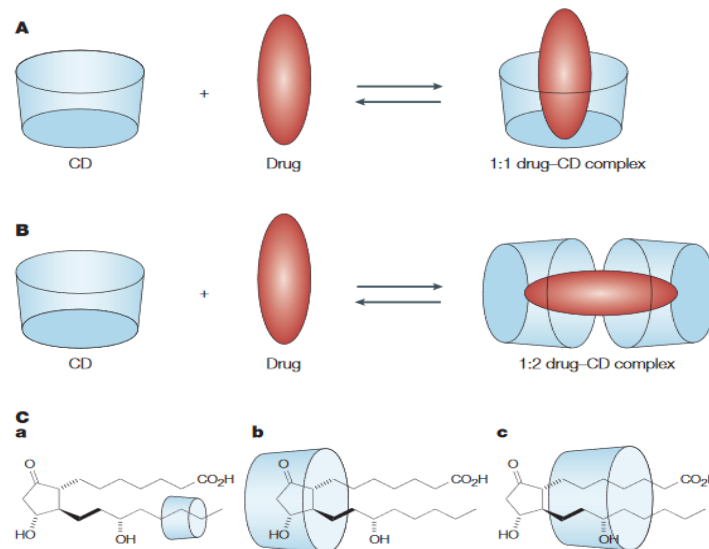 A
+
CD
Drug
1:1 drug–CD complex
B
+
CD
Drug
1:2 drug–CD complex
C
a
b
c
O
CO₂H
HO
OH
O
CO₂H
HO
OH
O
CO₂H
HO
OH